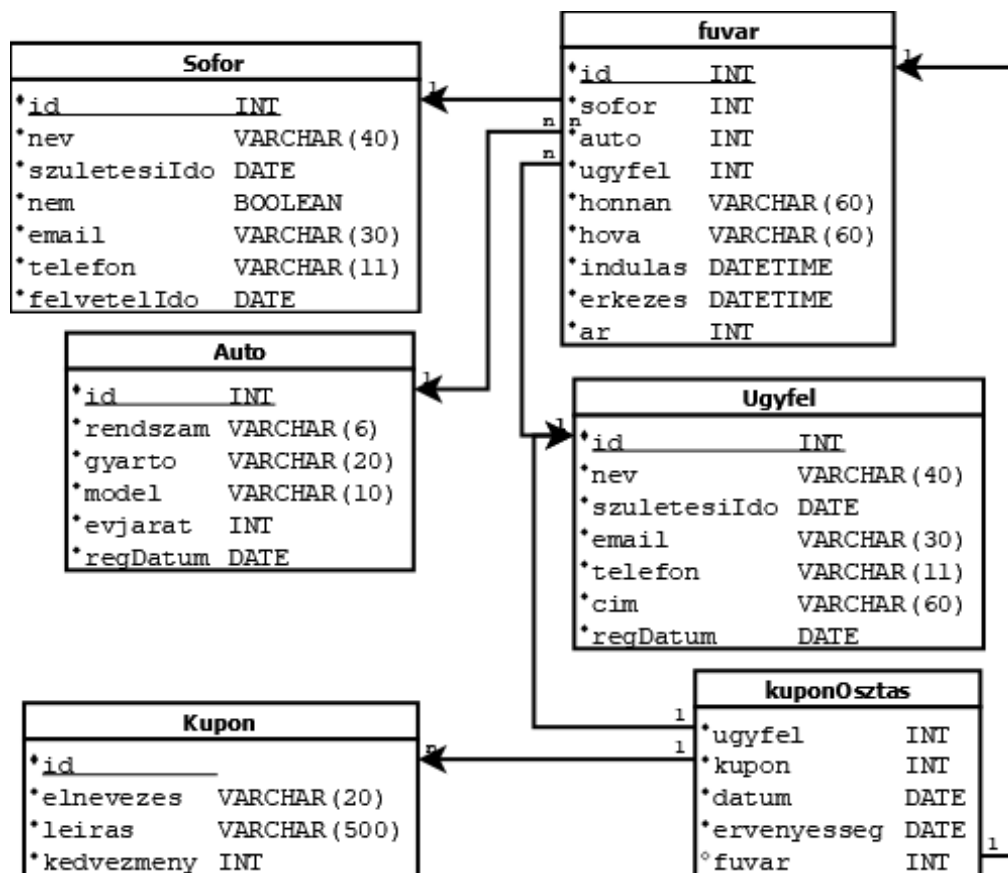 Sofor
id INT
nev VARCHAR(40)
szuletesiIdo DATE
nem BOOLEAN
email VARCHAR(30)
telefon VARCHAR(11)
felvetelIdo DATE
fuvar
id INT
sofor INT
auto INT
ugyfel INT
honnan VARCHAR(60)
hova VARCHAR(60)
indulas DATETIME
erkezes DATETIME
ar INT
1
n
n
n
1
Auto
id INT
rendszam VARCHAR(6)
gyarto VARCHAR(20)
model VARCHAR(10)
evjarat INT
regDatum DATE
1
Ugyfel
id INT
nev VARCHAR(40)
szuletesiIdo DATE
email VARCHAR(30)
telefon VARCHAR(11)
cim VARCHAR(60)
regDatum DATE
1
Kupon
id
elnevezes VARCHAR(20)
leiras VARCHAR(500)
kedvezmeny INT
n
1
1
kuponOsztas
ugyfel INT
kupon INT
datum DATE
ervenyesseg DATE
fuvar INT
1